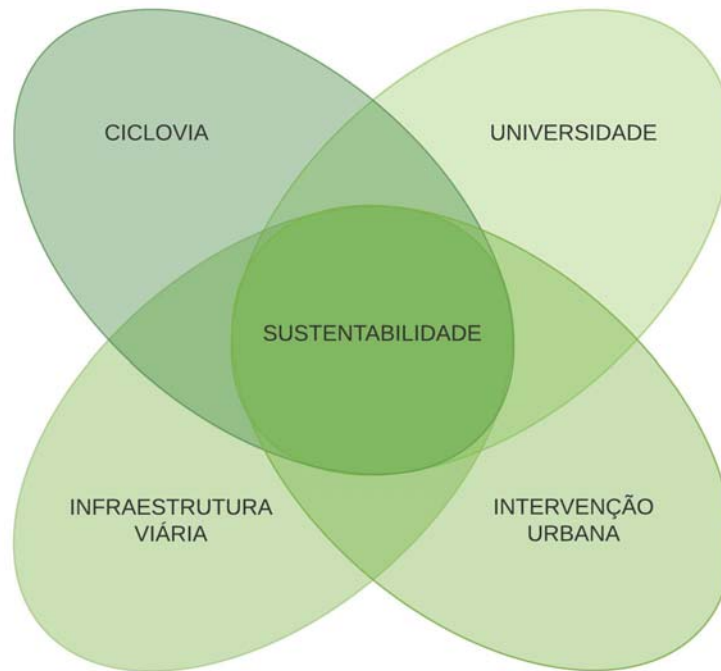 CICLOVIA
UNIVERSIDADE
SUSTENTABILIDADE
INFRAESTRUTURA
VIÁRIA
INTERVENÇÃO
URBANA